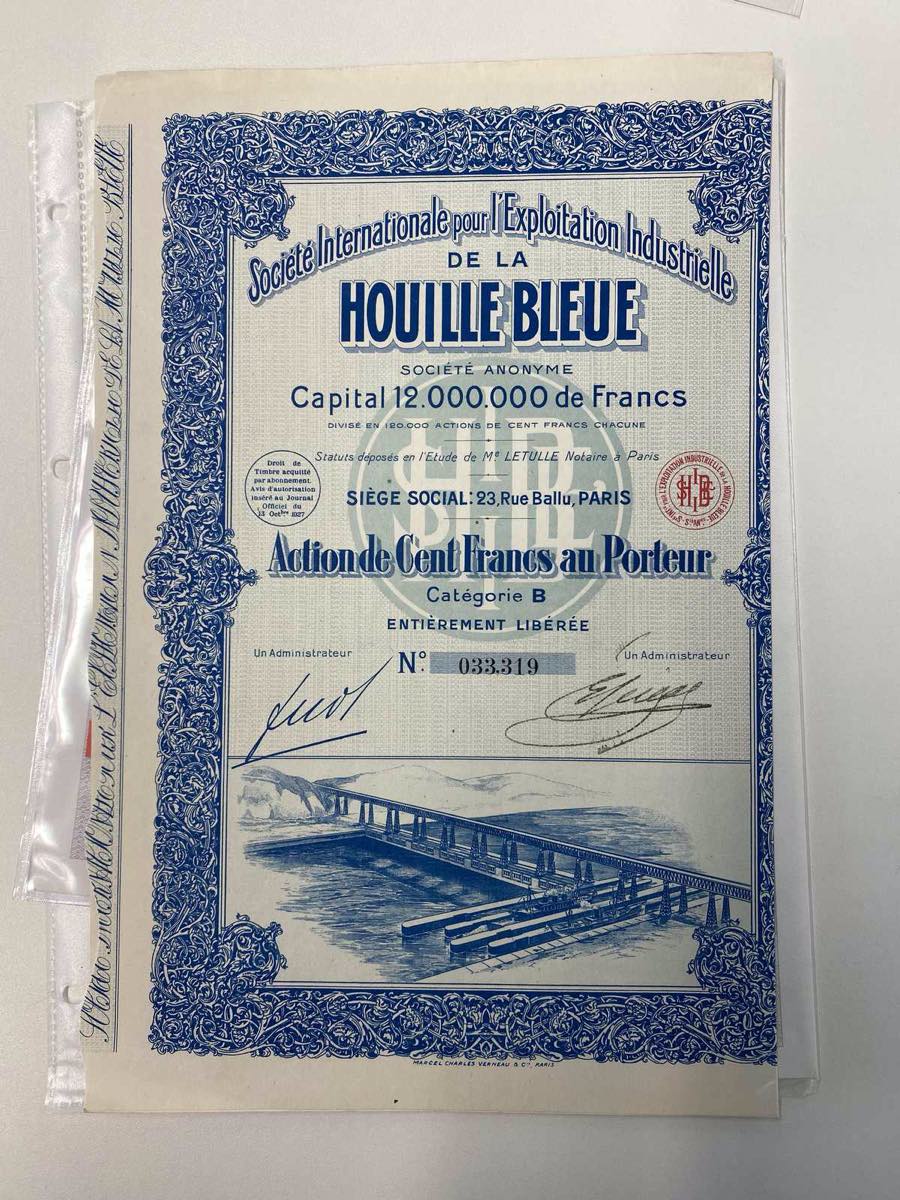 Société Internationale pour l'Exploitation Industrielle
DE LA
HOUILLE BLEUE
SOCIÉTÉ ANONYME
Capital 12.000.000 de Francs
DIVISÉ EN 120.000 ACTIONS DE CENT FRANCS CHACUNE
Statuts déposés en l'Etude de Me LETULLE Notaire à Paris
Droit de
Timbre acquitté
par abonnement.
Avis d'autorisation
inséré au Journal
Officiel du
13 Octbre 1927
SIÈGE SOCIAL: 23, Rue Ballu, PARIS
SIHB
Action de Cent Francs au Porteur
Catégorie B
ENTIÈREMENT LIBÉRÉE
Un Administrateur
No. 033.319
Un Administrateur
MARCEL CHARLES VERNEAU & Cie, PARIS